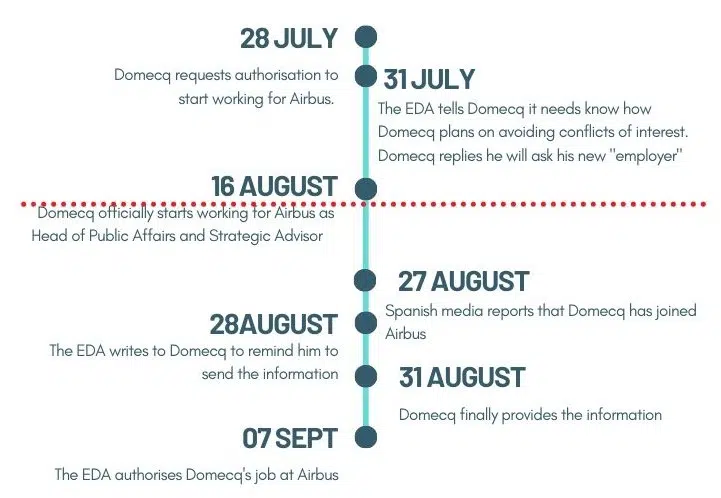 28 JULY
Domecq requests authorisation to
start working for Airbus.
31 JULY
The EDA tells Domecq it needs know how
Domecq plans on avoiding conflicts of interest.
Domecq replies he will ask his new "employer"
16 AUGUST
Domecq officially starts working for Airbus as
Head of Public Affairs and Strategic Advisor
27 AUGUST
Spanish media reports that Domecq has joined
Airbus
28AUGUST
The EDA writes to Domecq to remind him to
send the information
31 AUGUST
Domecq finally provides the information
07 SEPT
The EDA authorises Domecq's job at Airbus